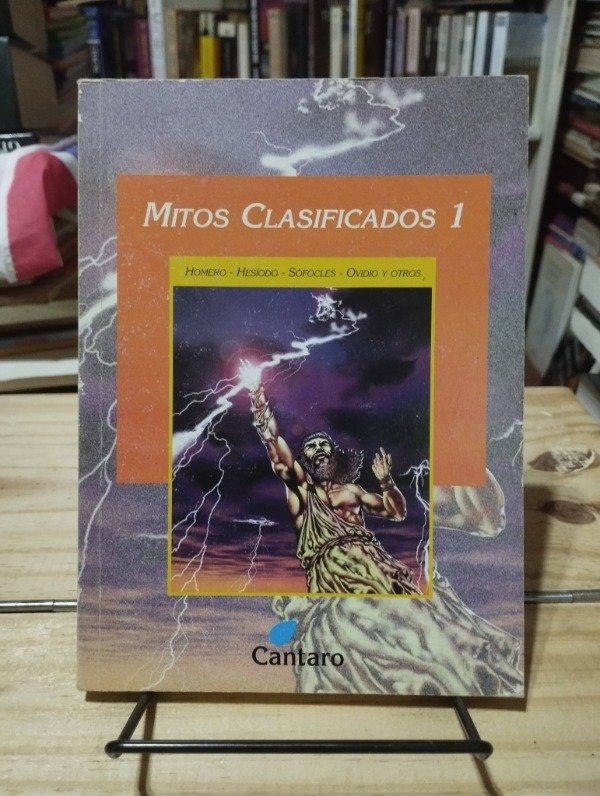 MITOS CLASIFICADOS 1
HOMERO - HESÍODO - SÓFOCLES - OVIDIO Y OTROS
Cantaro